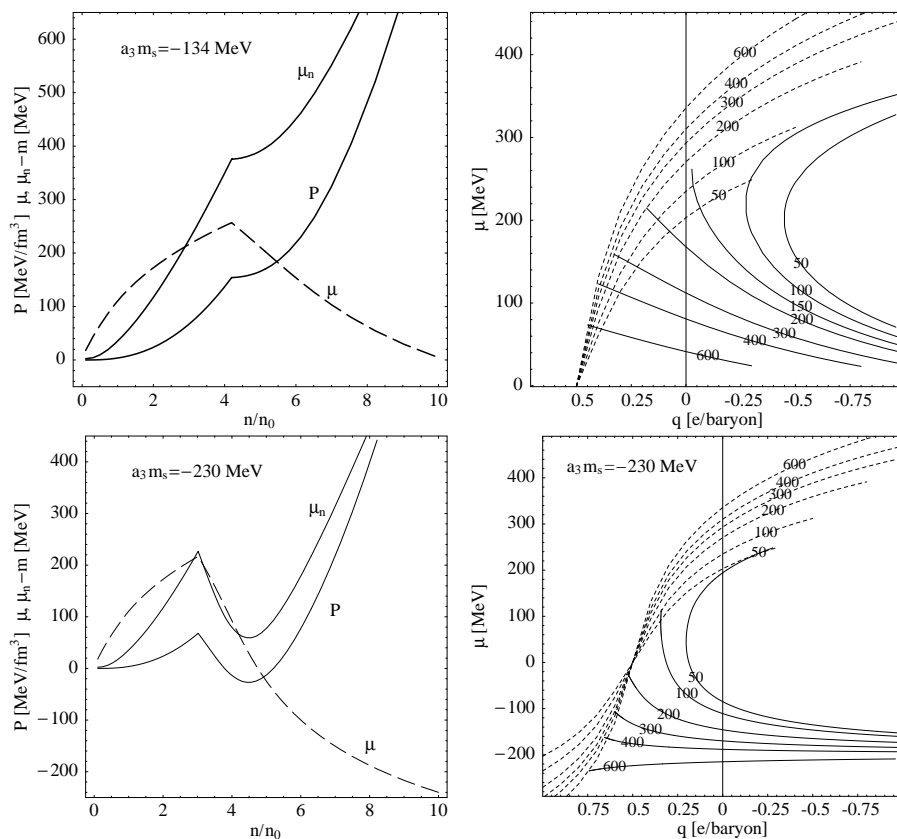 a₃mₛ=−134 MeV
μₙ
P
μ
P [MeV/fm³] μ, μₙ−m [MeV]
600
500
400
300
200
100
0
0 2 4 6 8 10
n/n₀
μ [MeV]
400
300
200
100
0
600
400
300
200
100
50
50
100
150
200
300
400
600
0.5 0.25 0 -0.25 -0.5 -0.75
q [e/baryon]
a₃mₛ=−230 MeV
μₙ
P
μ
P [MeV/fm³] μ, μₙ−m [MeV]
400
300
200
100
0
−100
−200
0 2 4 6 8 10
n/n₀
a₃mₛ=−230 MeV
μ [MeV]
400
300
200
100
0
−100
−200
600
400
300
200
100
50
50
100
200
300
400
600
0.75 0.5 0.25 0 -0.25 -0.5 -0.75
q [e/baryon]